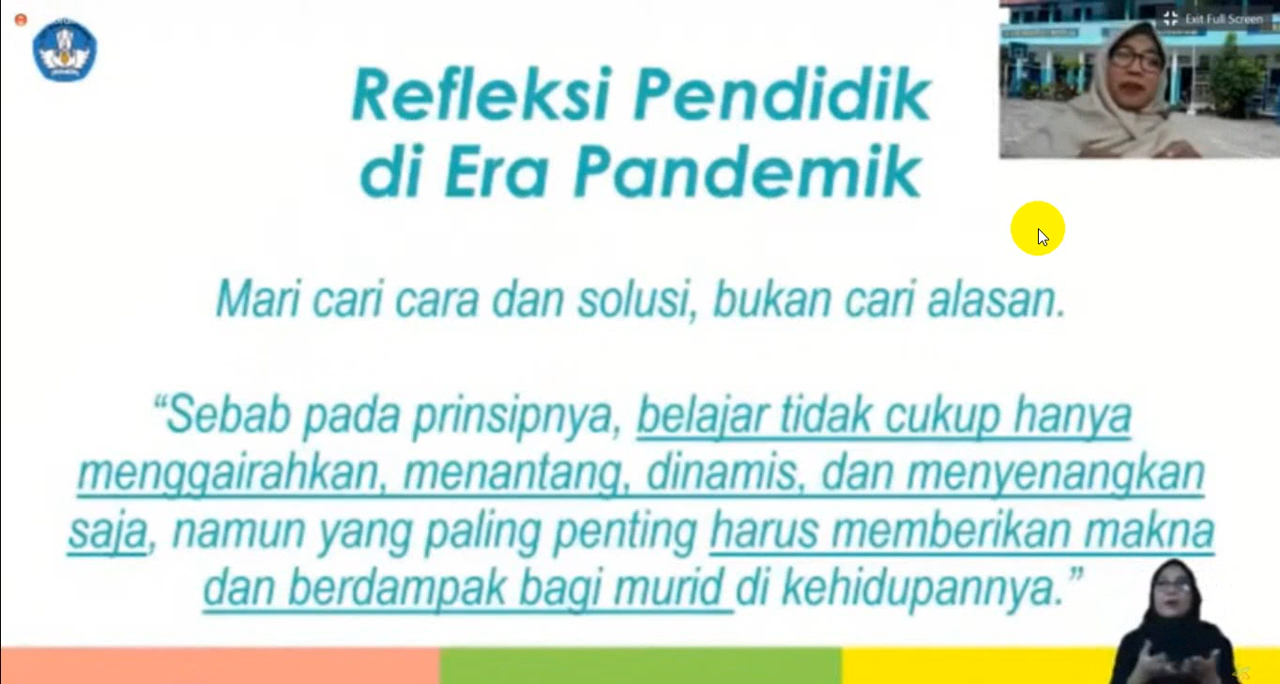 Exit Full Screen
Refleksi Pendidik
di Era Pandemik
Mari cari cara dan solusi, bukan cari alasan.
“Sebab pada prinsipnya, belajar tidak cukup hanya
menggairahkan, menantang, dinamis, dan menyenangkan
saja, namun yang paling penting harus memberikan makna
dan berdampak bagi murid di kehidupannya.”